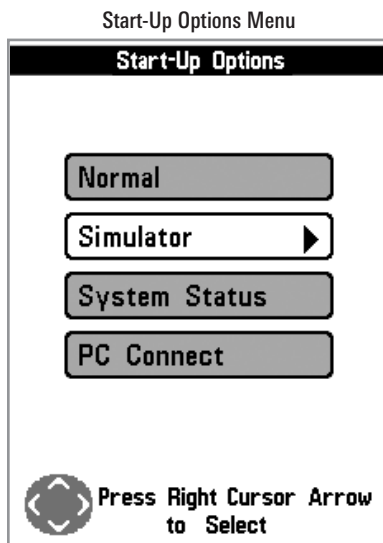 Start-Up Options Menu
Start-Up Options
Normal
Simulator
System Status
PC Connect
Press Right Cursor Arrow
to Select